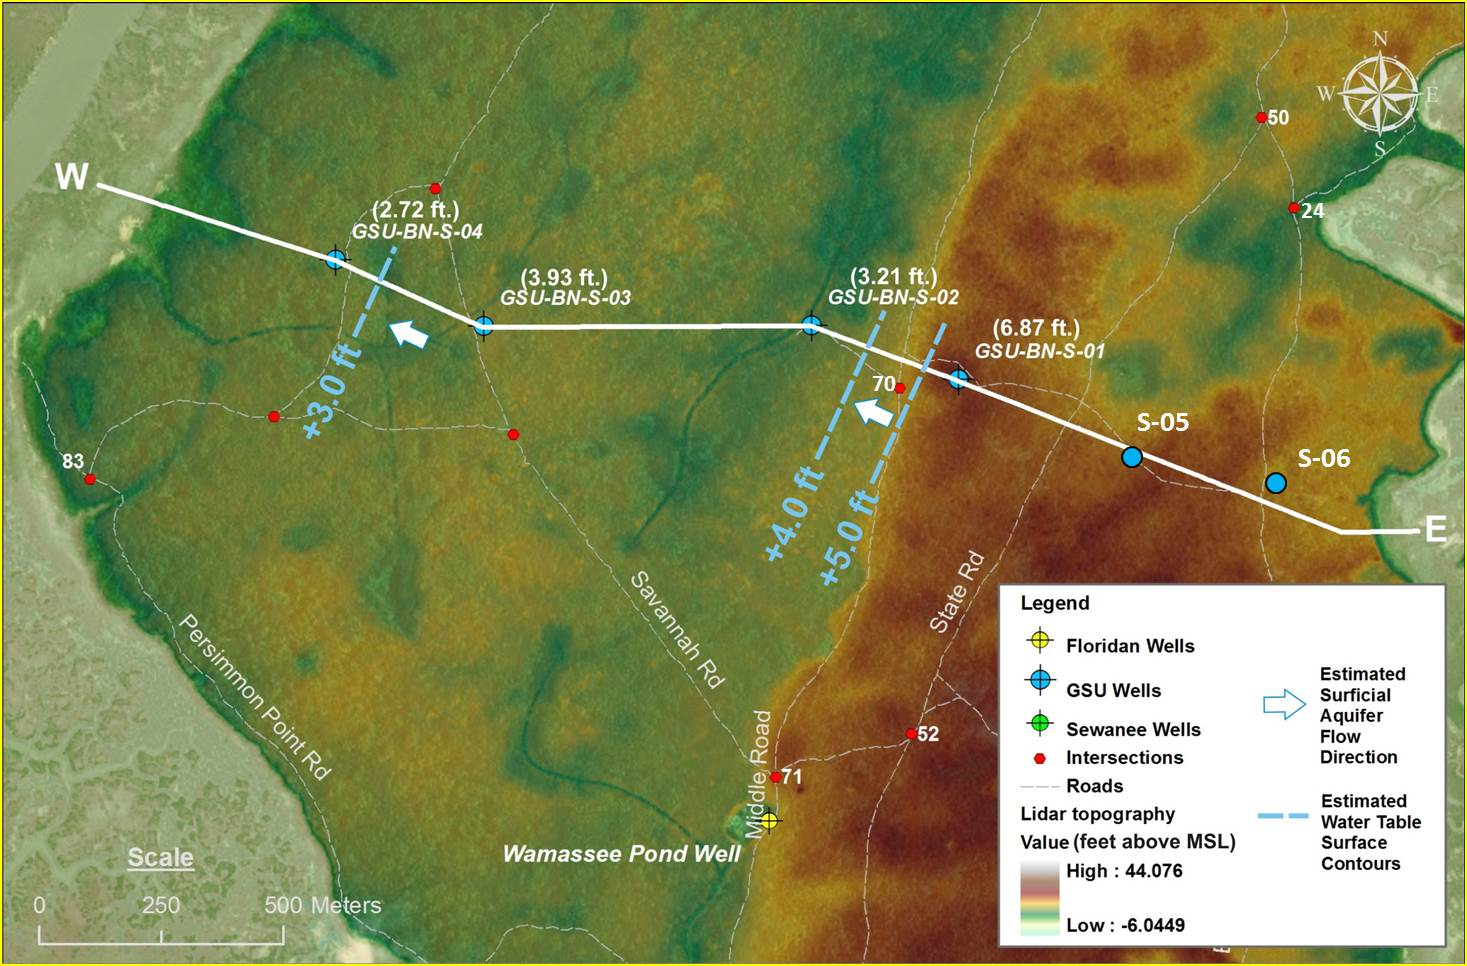 N
W
E
S
50
24
W
(2.72 ft.)
GSU-BN-S-04
(3.93 ft.)
GSU-BN-S-03
(3.21 ft.)
GSU-BN-S-02
(6.87 ft.)
GSU-BN-S-01
70
+3.0 ft
+4.0 ft
+5.0 ft
S-05
S-06
E
83
Persimmon Point Rd
Savannah Rd
State Rd
Middle Road
52
71
Wamassee Pond Well
Scale
0 250 500 Meters
Legend
Floridan Wells
GSU Wells
Sewanee Wells
Intersections
Roads
Lidar topography
Value (feet above MSL)
High : 44.076
Low : -6.0449
Estimated
Surficial
Aquifer
Flow
Direction
Estimated
Water Table
Surface
Contours